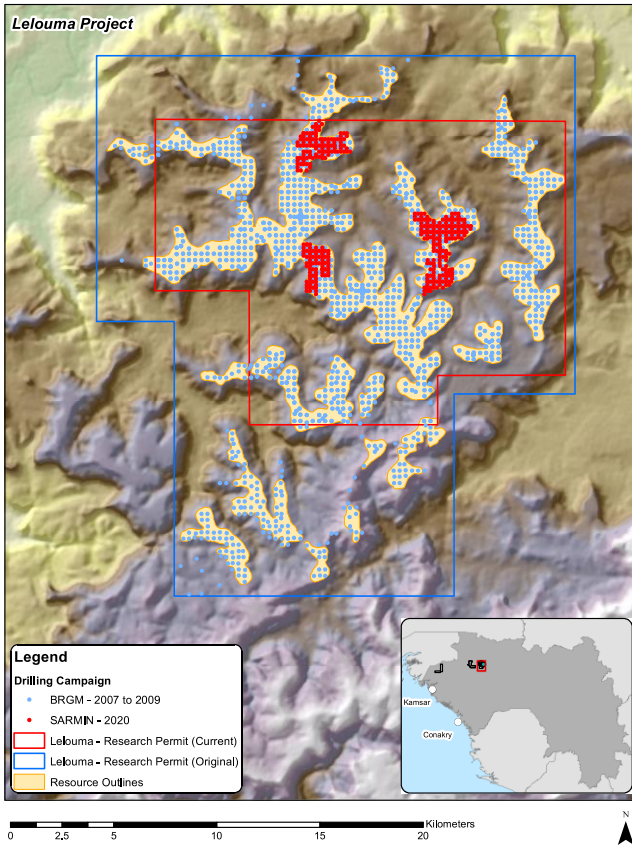 Lelouma Project
Kamsar
Conakry
Legend
Drilling Campaign
BRGM - 2007 to 2009
SARMIN - 2020
Lelouma - Research Permit (Current)
Lelouma - Research Permit (Original)
Resource Outlines
Kilometers
0 2.5 5 10 15 20
N